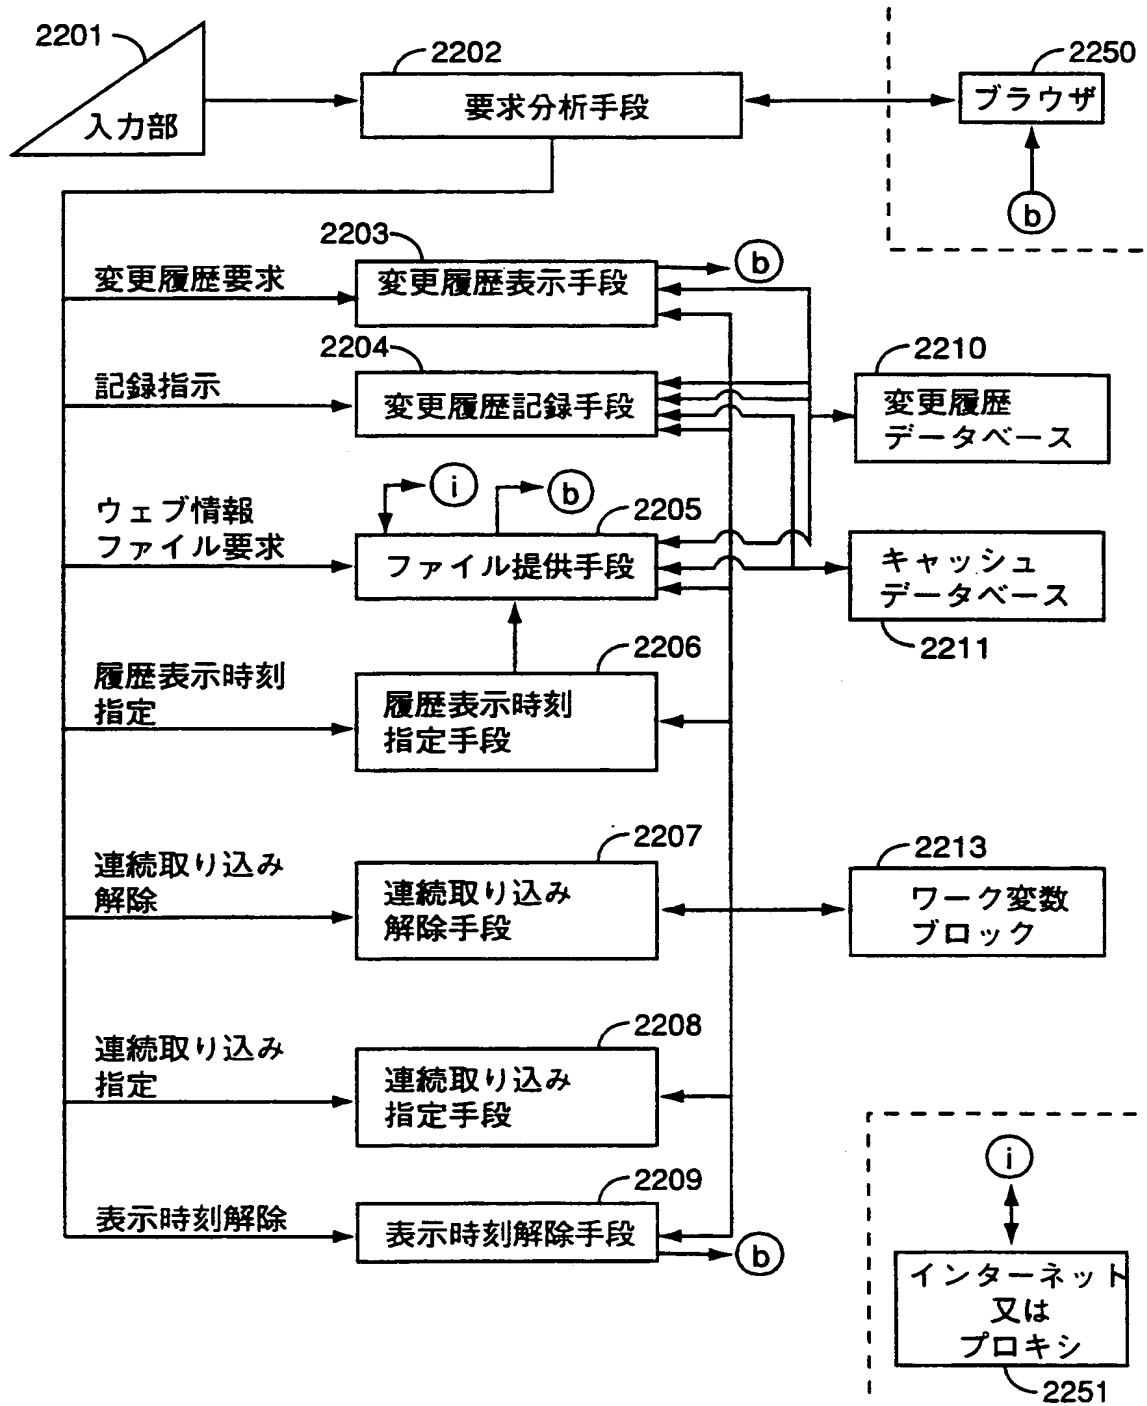 2201
入力部
2202
要求分析手段
2250
ブラウザ
b
変更履歴要求
2203
変更履歴表示手段
b
記録指示
2204
変更履歴記録手段
2210
変更履歴
データベース
ウェブ情報
ファイル要求
i
b
2205
ファイル提供手段
キャッシュ
データベース
2211
履歴表示時刻
指定
2206
履歴表示時刻
指定手段
連続取り込み
解除
2207
連続取り込み
解除手段
2213
ワーク変数
ブロック
連続取り込み
指定
2208
連続取り込み
指定手段
表示時刻解除
2209
表示時刻解除手段
b
i
インターネット
又は
プロキシ
2251